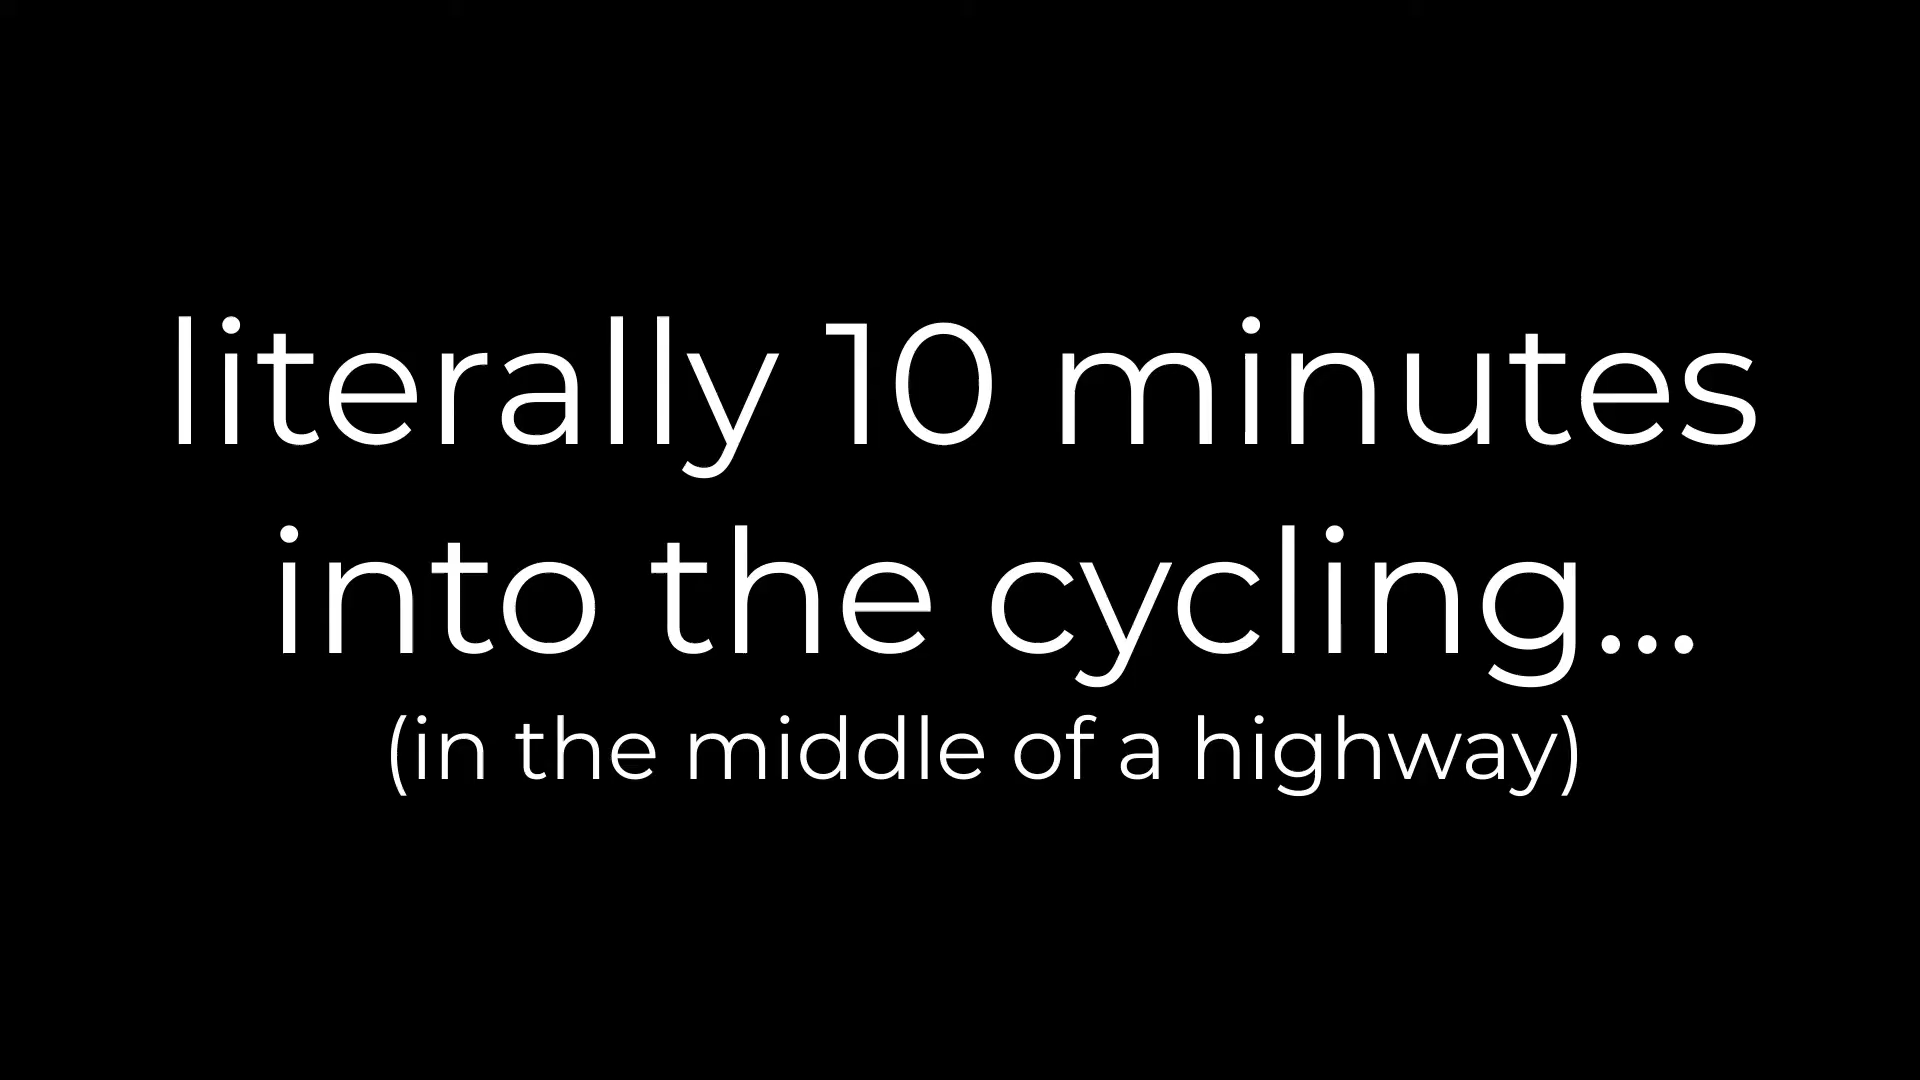 literally 10 minutes
into the cycling...
(in the middle of a highway)